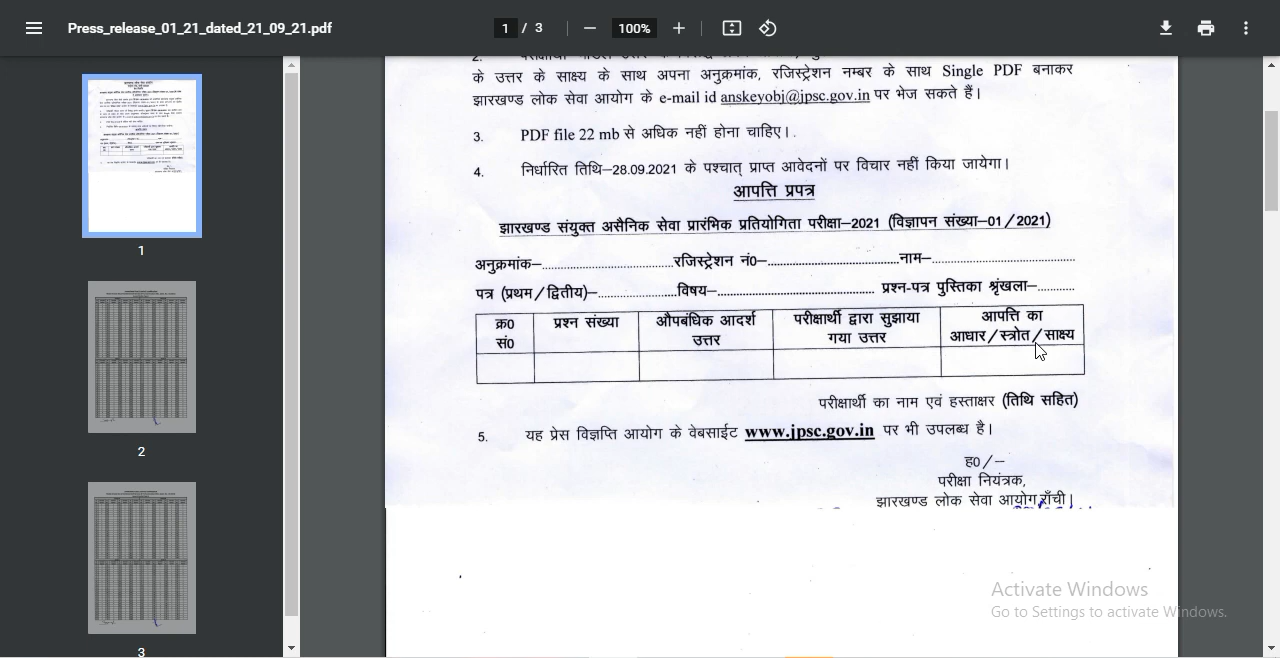 Press_release_01_21_dated_21_09_21.pdf
1 / 3
100%
1
2
3
2.
के उत्तर के साक्ष्य के साथ अपना अनुक्रमांक, रजिस्ट्रेशन नम्बर के साथ Single PDF बनाकर
झारखण्ड लोक सेवा आयोग के e-mail id anskeyobj@jpsc.gov.in पर भेज सकते हैं।
3. PDF file 22 mb से अधिक नहीं होना चाहिए।
4. निर्धारित तिथि–28.09.2021 के पश्चात् प्राप्त आवेदनों पर विचार नहीं किया जायेगा।
आपत्ति प्रपत्र
झारखण्ड संयुक्त असैनिक सेवा प्रारंभिक प्रतियोगिता परीक्षा–2021 (विज्ञापन संख्या–01/2021)
अनुक्रमांक–..................................रजिस्ट्रेशन नं0–..................................नाम–.....................................
पत्र (प्रथम/द्वितीय)–.....................विषय–......................................... प्रश्न-पत्र पुस्तिका श्रृंखला–..........
क्र0 सं0
प्रश्न संख्या
औपबंधिक आदर्श उत्तर
परीक्षार्थी द्वारा सुझाया गया उत्तर
आपत्ति का आधार/स्त्रोत/साक्ष्य
परीक्षार्थी का नाम एवं हस्ताक्षर (तिथि सहित)
5. यह प्रेस विज्ञप्ति आयोग के वेबसाईट www.jpsc.gov.in पर भी उपलब्ध है।
ह0/–
परीक्षा नियंत्रक,
झारखण्ड लोक सेवा आयोग, राँची।
Activate Windows
Go to Settings to activate Windows.